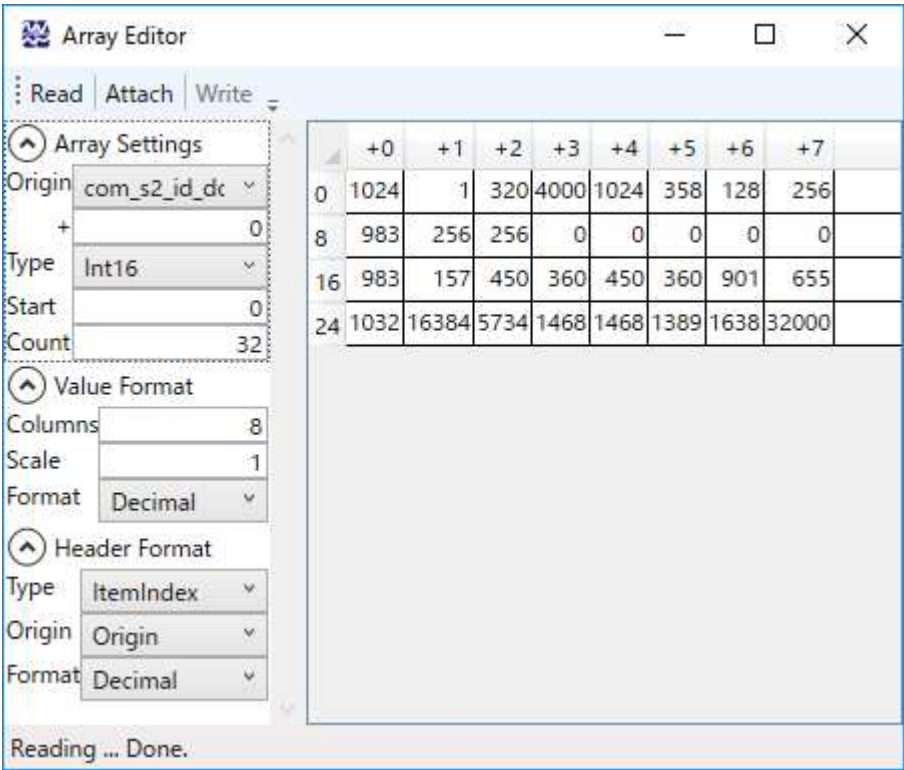 Array Editor
Read Attach Write
Array Settings
Origin com_s2_id_dc
+ 0
Type Int16
Start 0
Count 32
Value Format
Columns 8
Scale 1
Format Decimal
Header Format
Type ItemIndex
Origin Origin
Format Decimal
+0 +1 +2 +3 +4 +5 +6 +7
0 1024 1 320 4000 1024 358 128 256
8 983 256 256 0 0 0 0 0
16 983 157 450 360 450 360 901 655
24 1032 16384 5734 1468 1468 1389 1638 32000
Reading ... Done.